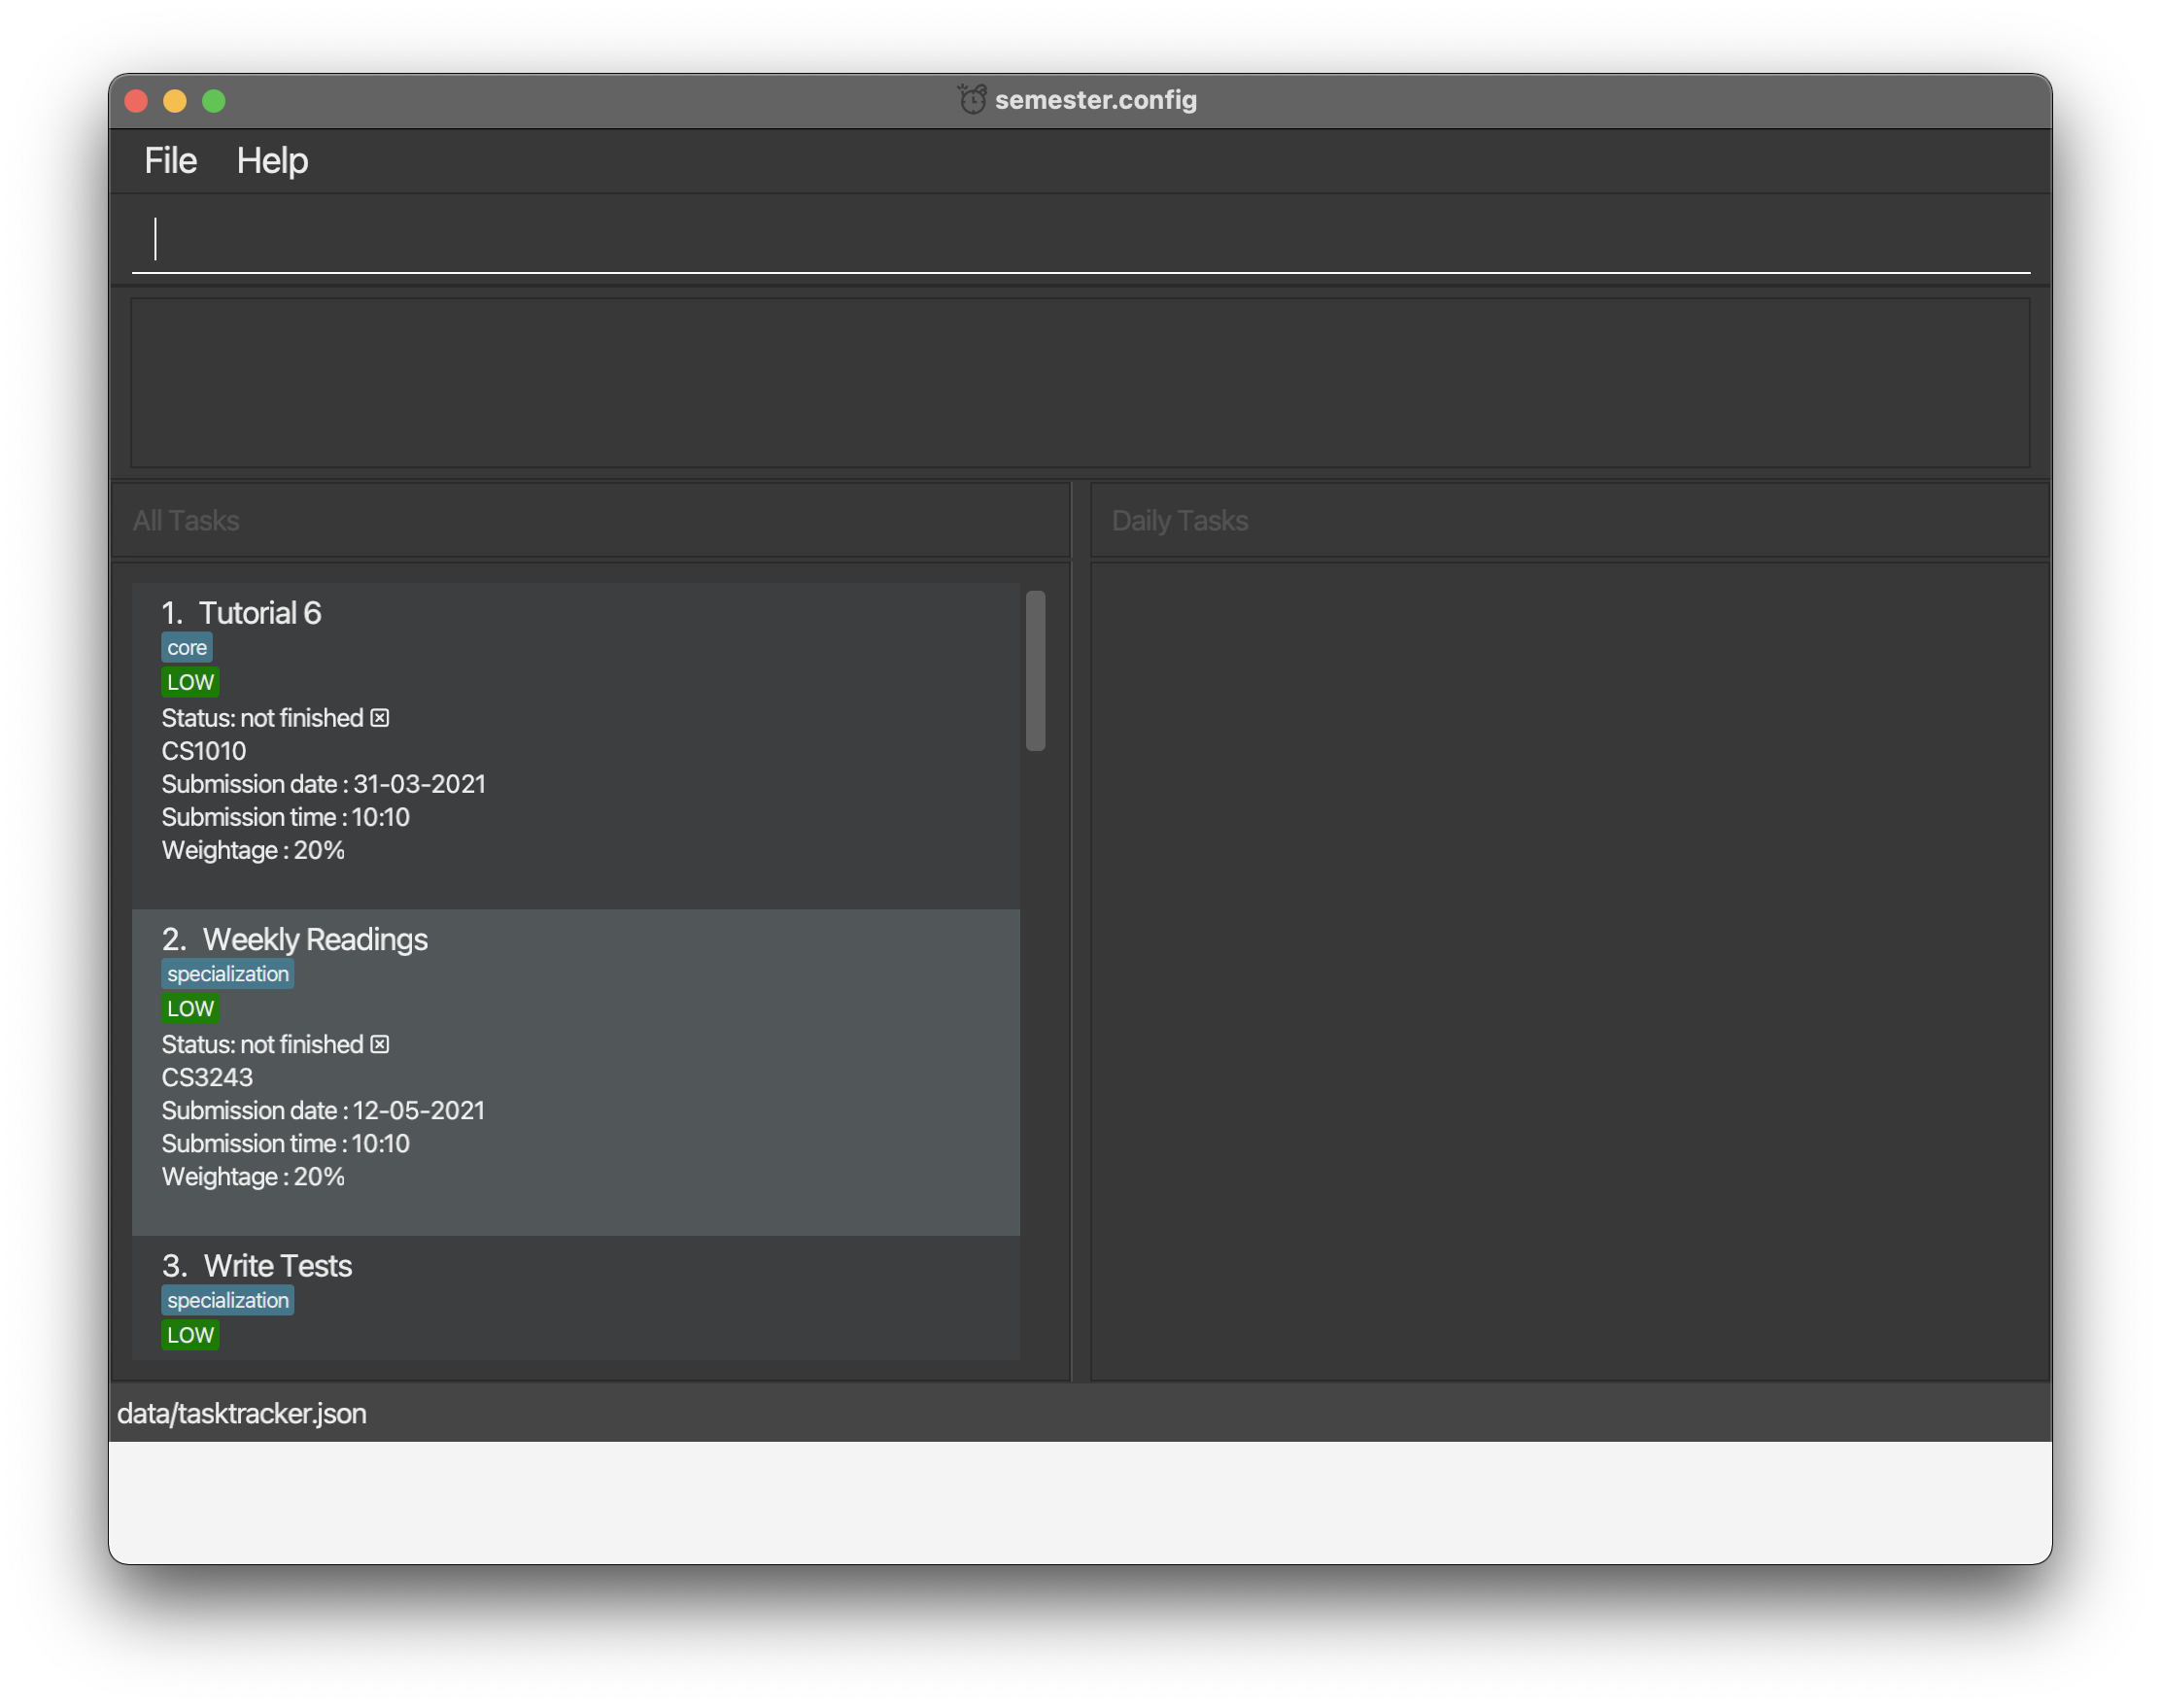 semester.config
File Help
All Tasks
Daily Tasks
1. Tutorial 6
core
LOW
Status: not finished
CS1010
Submission date : 31-03-2021
Submission time : 10:10
Weightage : 20%
2. Weekly Readings
specialization
LOW
Status: not finished
CS3243
Submission date : 12-05-2021
Submission time : 10:10
Weightage : 20%
3. Write Tests
specialization
LOW
data/tasktracker.json